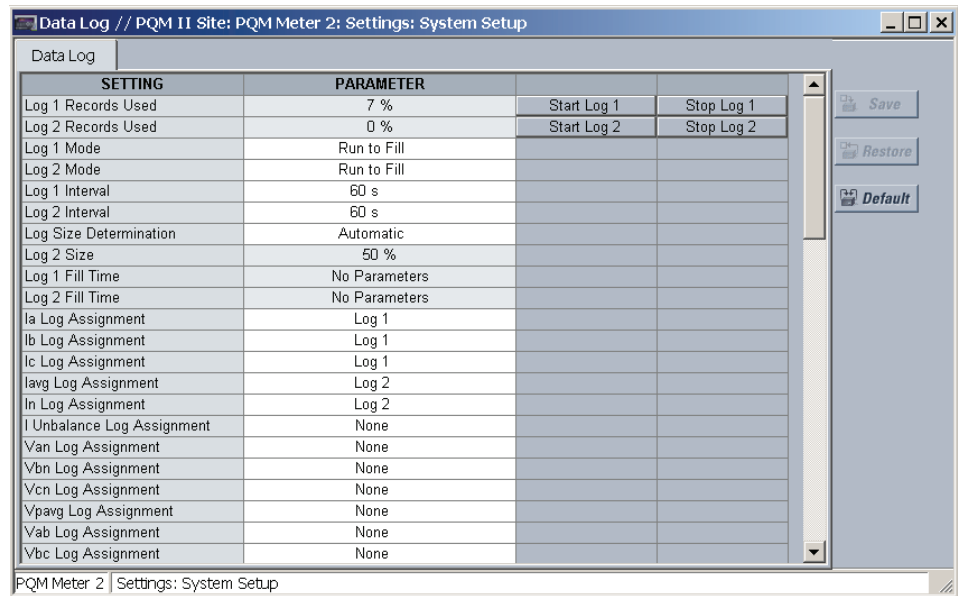 Data Log // PQM II Site: PQM Meter 2: Settings: System Setup
Data Log
SETTING PARAMETER
Log 1 Records Used 7 % Start Log 1 Stop Log 1
Log 2 Records Used 0 % Start Log 2 Stop Log 2
Log 1 Mode Run to Fill
Log 2 Mode Run to Fill
Log 1 Interval 60 s
Log 2 Interval 60 s
Log Size Determination Automatic
Log 2 Size 50 %
Log 1 Fill Time No Parameters
Log 2 Fill Time No Parameters
Ia Log Assignment Log 1
Ib Log Assignment Log 1
Ic Log Assignment Log 1
Iavg Log Assignment Log 2
In Log Assignment Log 2
I Unbalance Log Assignment None
Van Log Assignment None
Vbn Log Assignment None
Vcn Log Assignment None
Vpavg Log Assignment None
Vab Log Assignment None
Vbc Log Assignment None
Save
Restore
Default
PQM Meter 2 Settings: System Setup